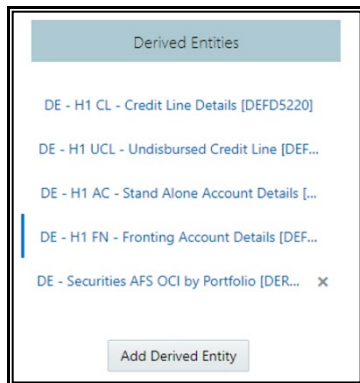 Derived Entities
DE - H1 CL - Credit Line Details [DEFD5220]
DE - H1 UCL - Undisbursed Credit Line [DEF...
DE - H1 AC - Stand Alone Account Details [...
DE - H1 FN - Fronting Account Details [DEF...
DE - Securities AFS OCI by Portfolio [DER... ×
Add Derived Entity